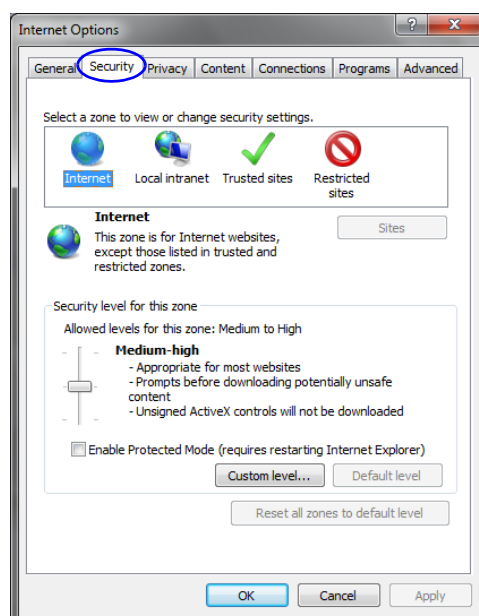 Internet Options
General Security Privacy Content Connections Programs Advanced
Select a zone to view or change security settings.
Internet Local intranet Trusted sites Restricted
sites
Internet
Sites
This zone is for Internet websites,
except those listed in trusted and
restricted zones.
Security level for this zone
Allowed levels for this zone: Medium to High
Medium-high
- Appropriate for most websites
- Prompts before downloading potentially unsafe
content
- Unsigned ActiveX controls will not be downloaded
Enable Protected Mode (requires restarting Internet Explorer)
Custom level... Default level
Reset all zones to default level
OK Cancel Apply